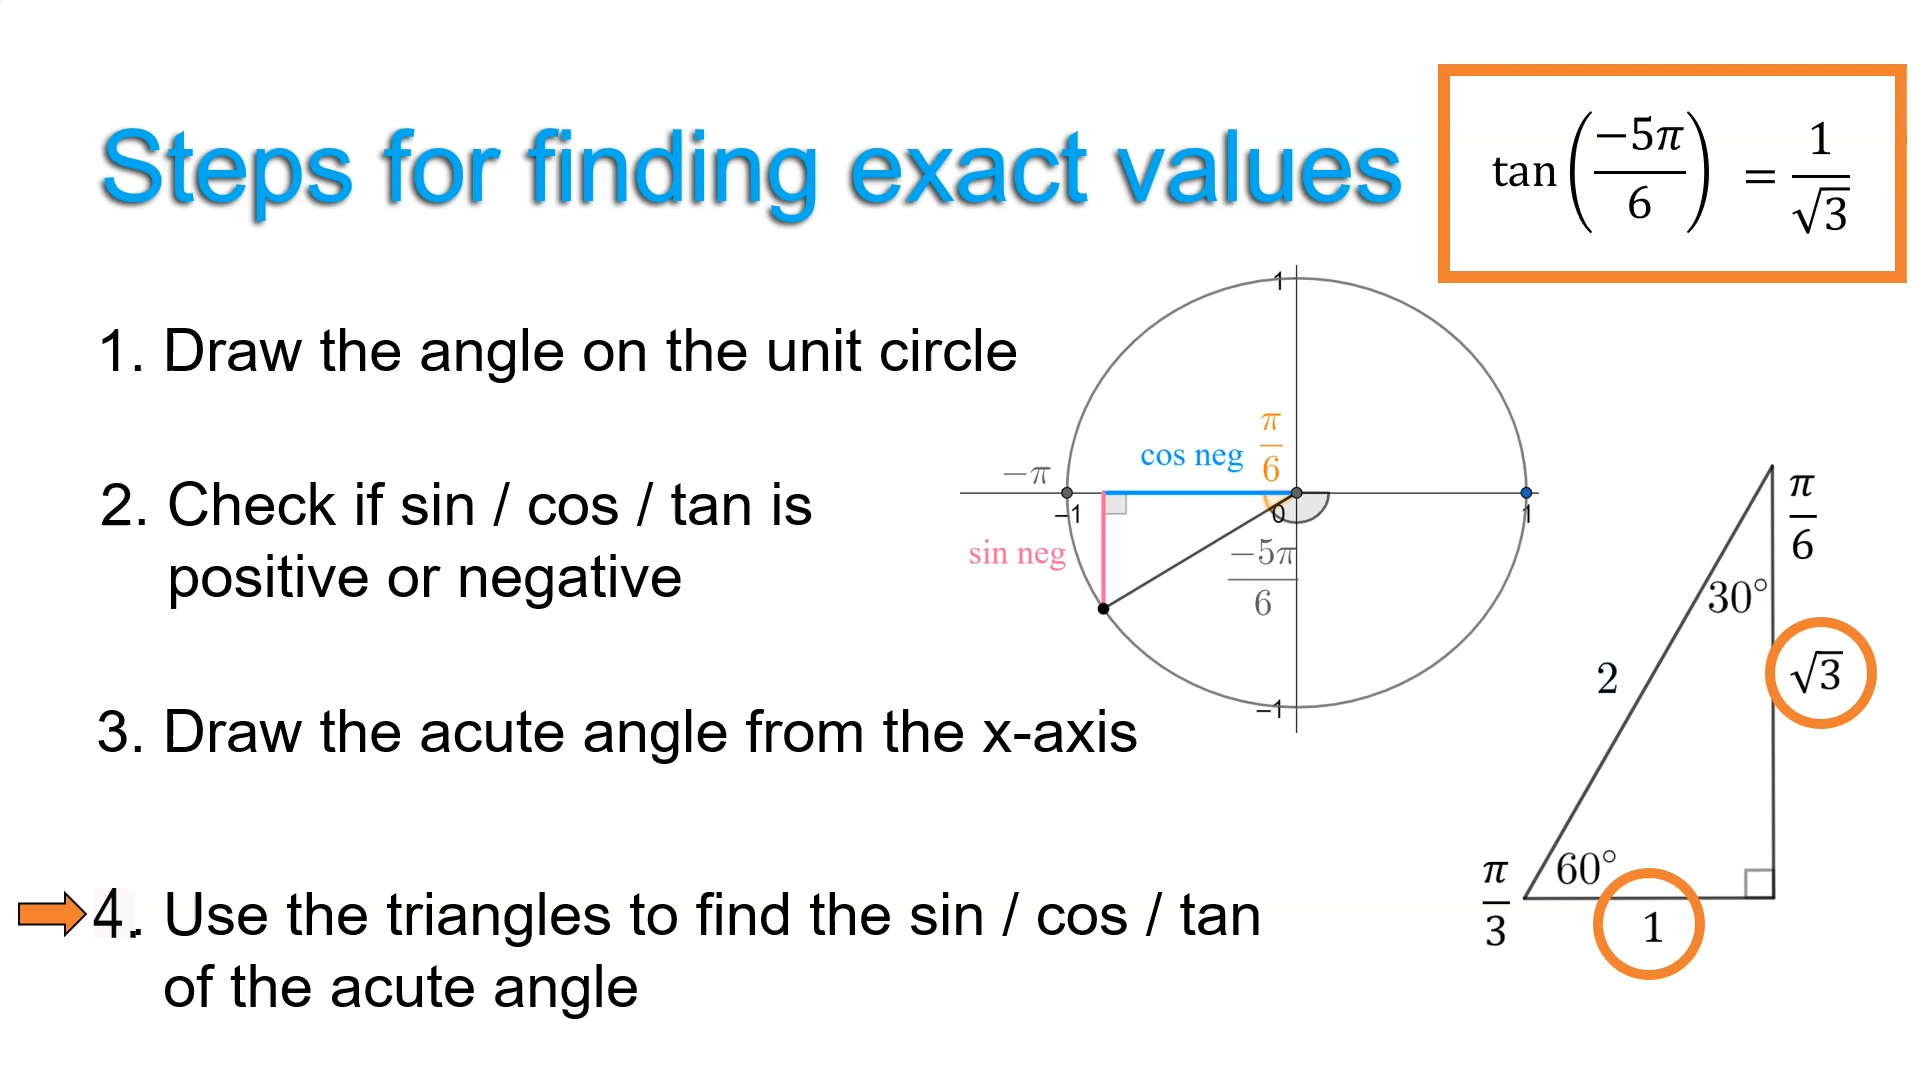 Steps for finding exact values
tan(−5π/6) = 1/√3
1. Draw the angle on the unit circle
2. Check if sin / cos / tan is
positive or negative
3. Draw the acute angle from the x-axis
4. Use the triangles to find the sin / cos / tan
of the acute angle
1
π/6
cos neg
−π
−1
0
1
sin neg
−5π/6
−1
π/6
30°
2
√3
60°
π/3
1